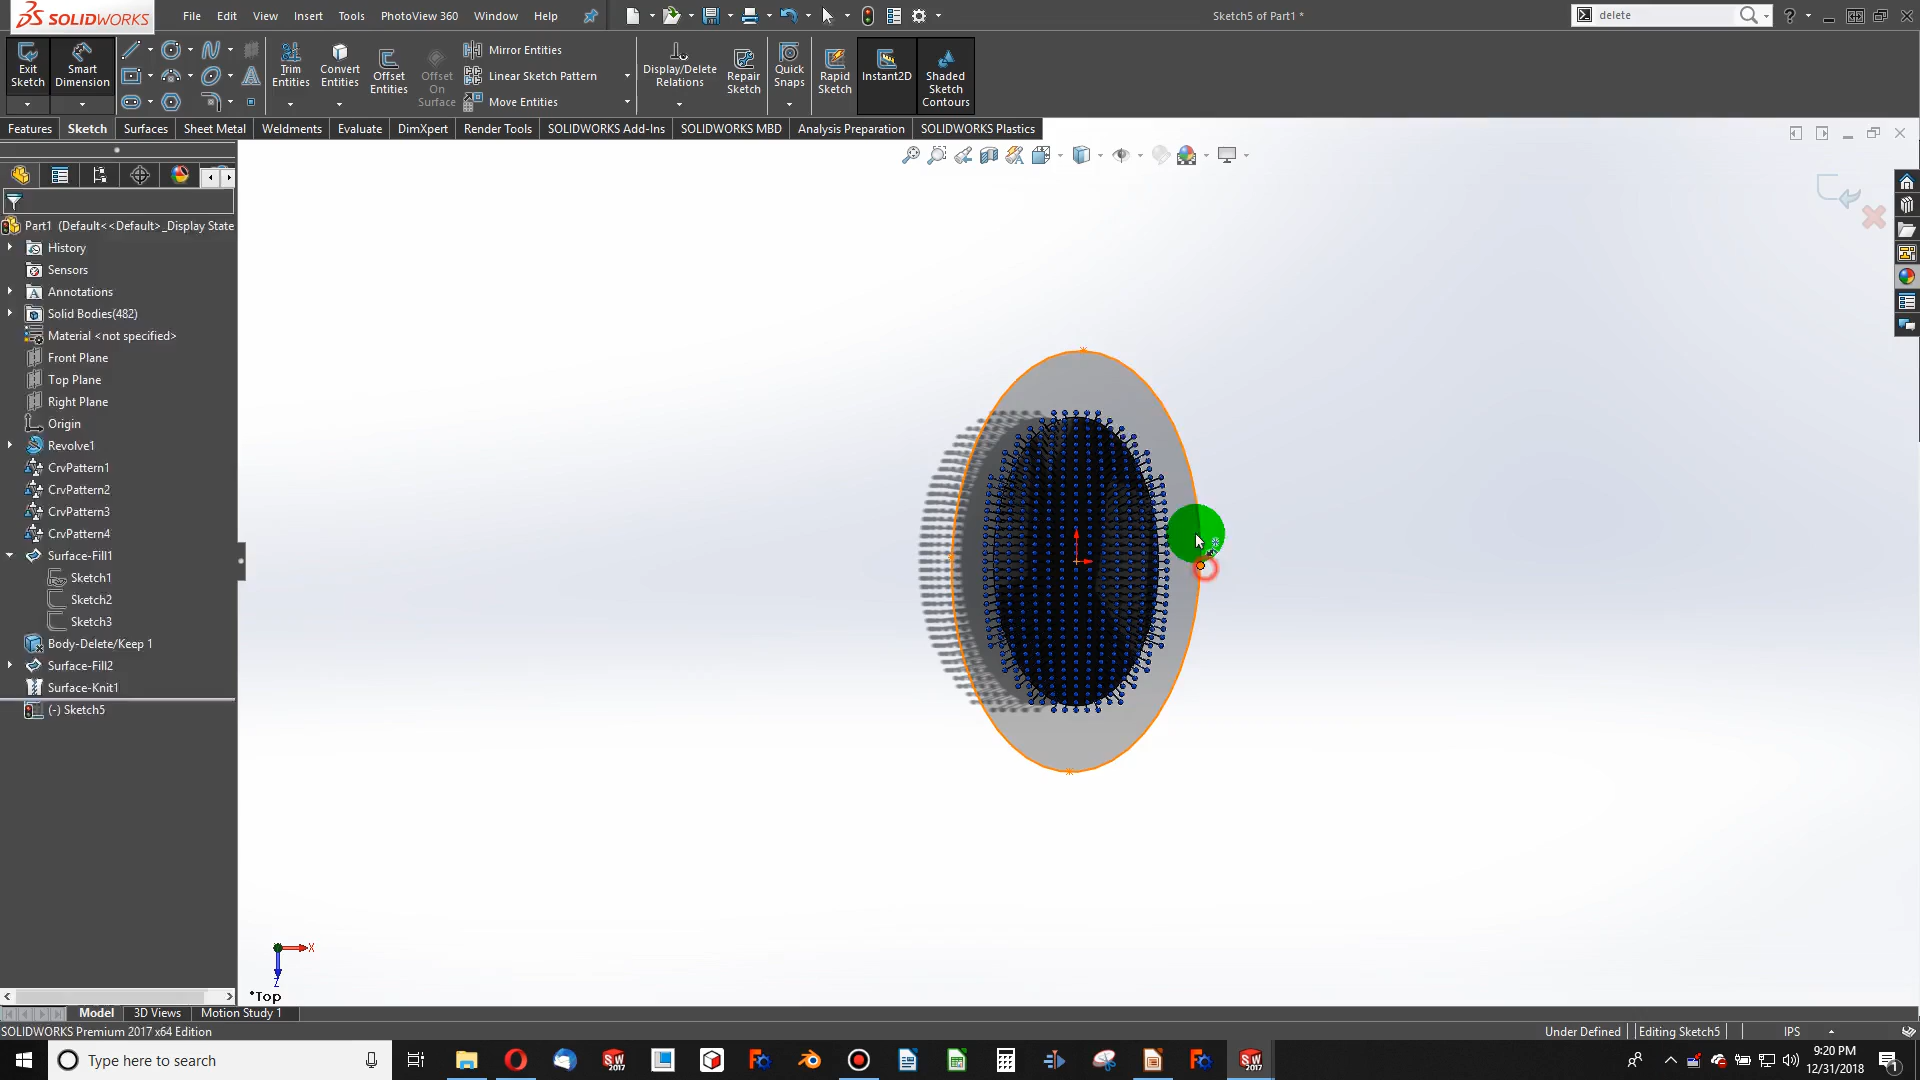 SOLIDWORKS
File Edit View Insert Tools PhotoView 360 Window Help
Sketch5 of Part1 *
delete
Exit Sketch
Smart Dimension
Trim Entities
Convert Entities
Offset Entities
Offset On Surface
Mirror Entities
Linear Sketch Pattern
Move Entities
Display/Delete Relations
Repair Sketch
Quick Snaps
Rapid Sketch
Instant2D
Shaded Sketch Contours
Features Sketch Surfaces Sheet Metal Weldments Evaluate DimXpert Render Tools SOLIDWORKS Add-Ins SOLIDWORKS MBD Analysis Preparation SOLIDWORKS Plastics
Part1 (Default<<Default>_Display State
History
Sensors
Annotations
Solid Bodies(482)
Material <not specified>
Front Plane
Top Plane
Right Plane
Origin
Revolve1
CrvPattern1
CrvPattern2
CrvPattern3
CrvPattern4
Surface-Fill1
Sketch1
Sketch2
Sketch3
Body-Delete/Keep 1
Surface-Fill2
Surface-Knit1
(-) Sketch5
X
Z
*Top
Model 3D Views Motion Study 1
SOLIDWORKS Premium 2017 x64 Edition
Under Defined Editing Sketch5 IPS
Type here to search
9:20 PM
12/31/2018